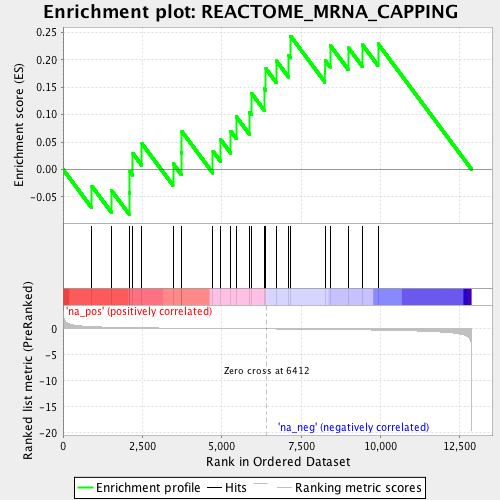 Enrichment plot: REACTOME_MRNA_CAPPING
Enrichment score (ES)
0.25
0.20
0.15
0.10
0.05
0.00
-0.05
'na_pos' (positively correlated)
Ranked list metric (PreRanked)
0
-5
-10
-15
-20
Zero cross at 6412
'na_neg' (negatively correlated)
0
2,500
5,000
7,500
10,000
12,500
Rank in Ordered Dataset
Enrichment profile
Hits
Ranking metric scores